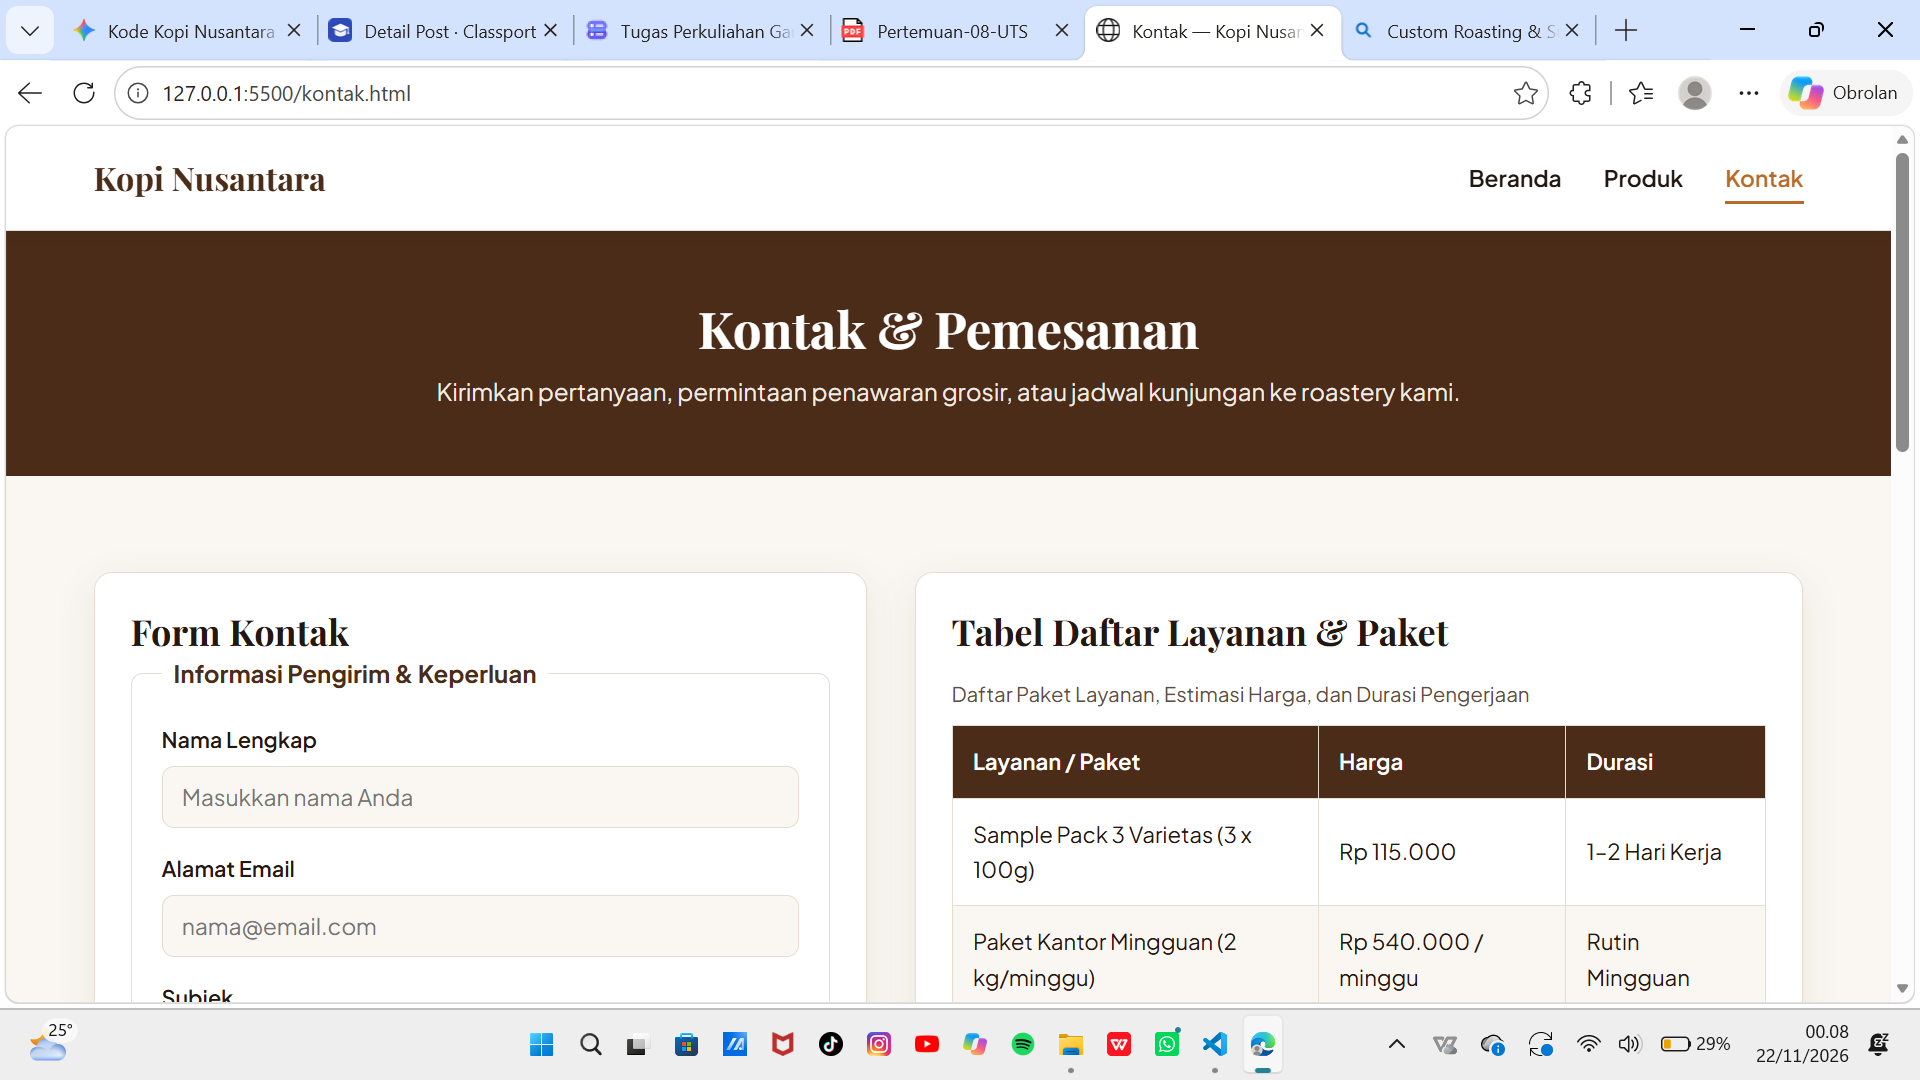 Kode Kopi Nusantara
Detail Post · Classport
Tugas Perkuliahan Ga
Pertemuan-08-UTS
Kontak — Kopi Nusar
Custom Roasting & S
127.0.0.1:5500/kontak.html
Obrolan
Kopi Nusantara
Beranda
Produk
Kontak
Kontak & Pemesanan
Kirimkan pertanyaan, permintaan penawaran grosir, atau jadwal kunjungan ke roastery kami.
Form Kontak
Informasi Pengirim & Keperluan
Nama Lengkap
Masukkan nama Anda
Alamat Email
nama@email.com
Subjek
Tabel Daftar Layanan & Paket
Daftar Paket Layanan, Estimasi Harga, dan Durasi Pengerjaan
Layanan / Paket
Harga
Durasi
Sample Pack 3 Varietas (3 x
100g)
Rp 115.000
1–2 Hari Kerja
Paket Kantor Mingguan (2
kg/minggu)
Rp 540.000 /
minggu
Rutin
Mingguan
25°
29%
00.08
22/11/2026